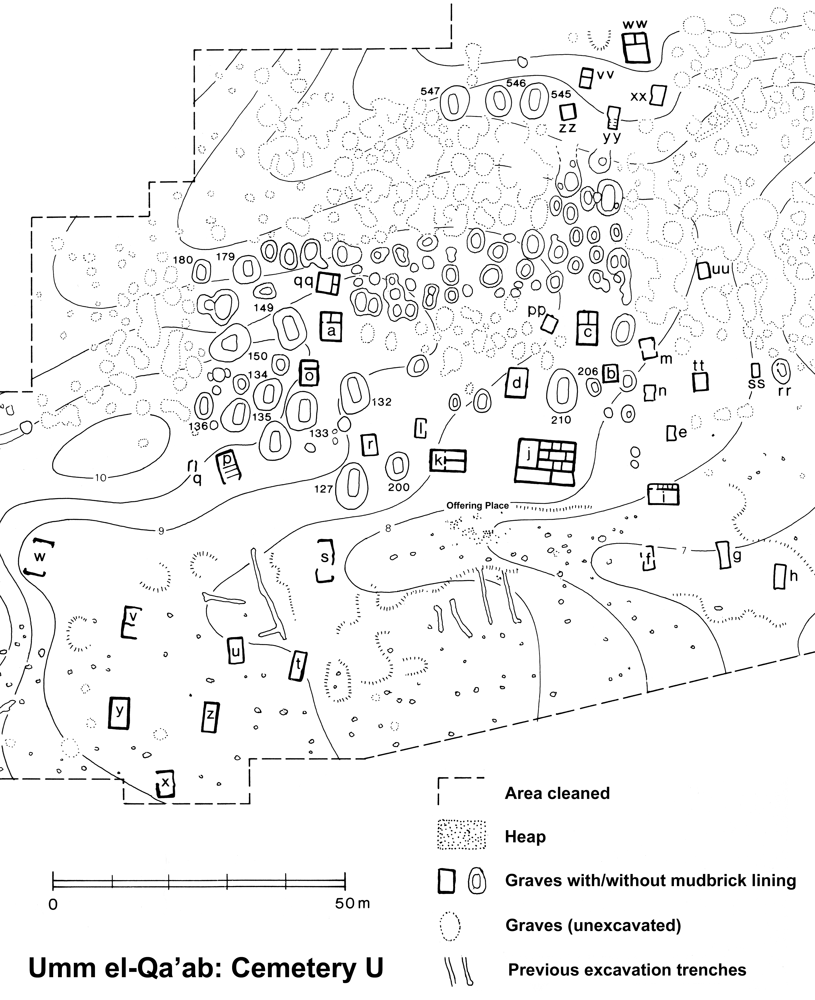 ww
vv
547
546
545
xx
zz
yy
180
179
qq
uu
149
pp
a
c
150
m
o
134
d
206
b
tt
ss
n
rr
132
135
210
136
133
l
e
r
j
p
k
q
10
127
200
i
Offering Place
8
9
w
s
f
7
g
h
v
u
t
y
z
x
Area cleaned
Heap
Graves with/without mudbrick lining
0
50m
Graves (unexcavated)
Umm el-Qa’ab: Cemetery U
Previous excavation trenches